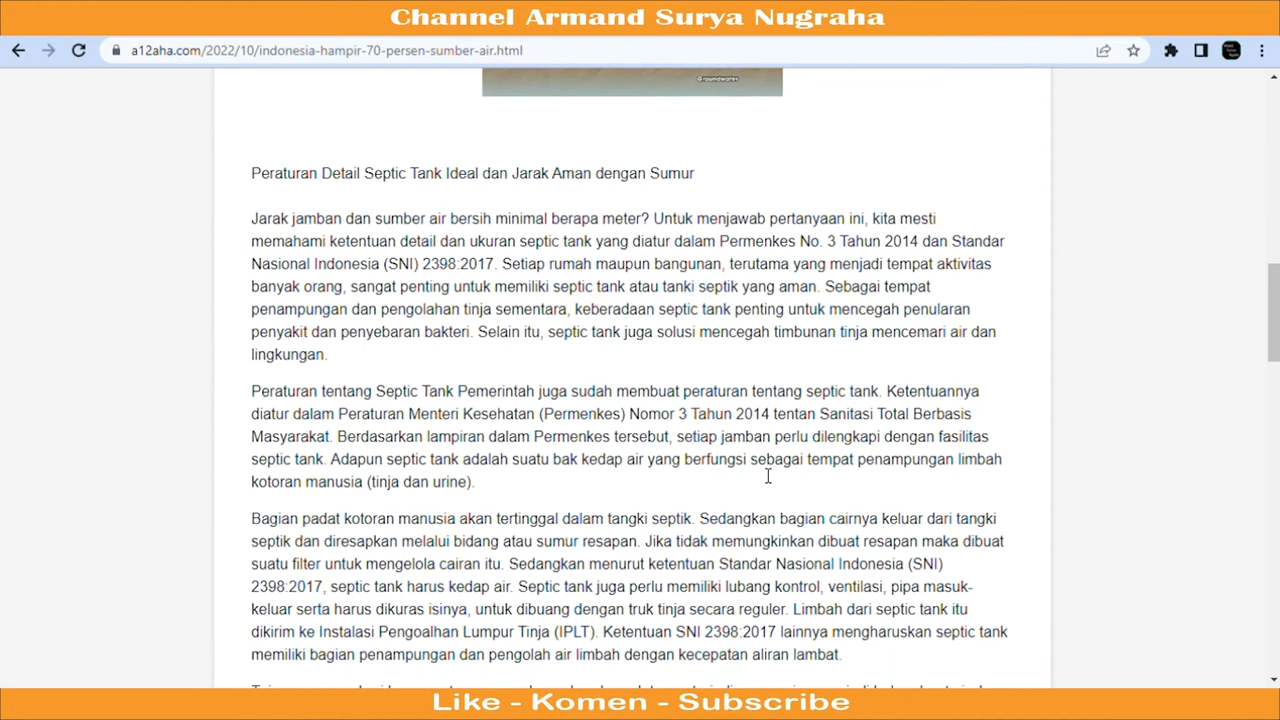 Channel Armand Surya Nugraha
a12aha.com/2022/10/indonesia-hampir-70-persen-sumber-air.html
Groundwater
Peraturan Detail Septic Tank Ideal dan Jarak Aman dengan Sumur
Jarak jamban dan sumber air bersih minimal berapa meter? Untuk menjawab pertanyaan ini, kita mesti
memahami ketentuan detail dan ukuran septic tank yang diatur dalam Permenkes No. 3 Tahun 2014 dan Standar
Nasional Indonesia (SNI) 2398:2017. Setiap rumah maupun bangunan, terutama yang menjadi tempat aktivitas
banyak orang, sangat penting untuk memiliki septic tank atau tanki septik yang aman. Sebagai tempat
penampungan dan pengolahan tinja sementara, keberadaan septic tank penting untuk mencegah penularan
penyakit dan penyebaran bakteri. Selain itu, septic tank juga solusi mencegah timbunan tinja mencemari air dan
lingkungan.
Peraturan tentang Septic Tank Pemerintah juga sudah membuat peraturan tentang septic tank. Ketentuannya
diatur dalam Peraturan Menteri Kesehatan (Permenkes) Nomor 3 Tahun 2014 tentan Sanitasi Total Berbasis
Masyarakat. Berdasarkan lampiran dalam Permenkes tersebut, setiap jamban perlu dilengkapi dengan fasilitas
septic tank. Adapun septic tank adalah suatu bak kedap air yang berfungsi sebagai tempat penampungan limbah
kotoran manusia (tinja dan urine).
Bagian padat kotoran manusia akan tertinggal dalam tangki septik. Sedangkan bagian cairnya keluar dari tangki
septik dan diresapkan melalui bidang atau sumur resapan. Jika tidak memungkinkan dibuat resapan maka dibuat
suatu filter untuk mengelola cairan itu. Sedangkan menurut ketentuan Standar Nasional Indonesia (SNI)
2398:2017, septic tank harus kedap air. Septic tank juga perlu memiliki lubang kontrol, ventilasi, pipa masuk-
keluar serta harus dikuras isinya, untuk dibuang dengan truk tinja secara reguler. Limbah dari septic tank itu
dikirim ke Instalasi Pengoalhan Lumpur Tinja (IPLT). Ketentuan SNI 2398:2017 lainnya mengharuskan septic tank
memiliki bagian penampungan dan pengolah air limbah dengan kecepatan aliran lambat.
Like - Komen - Subscribe